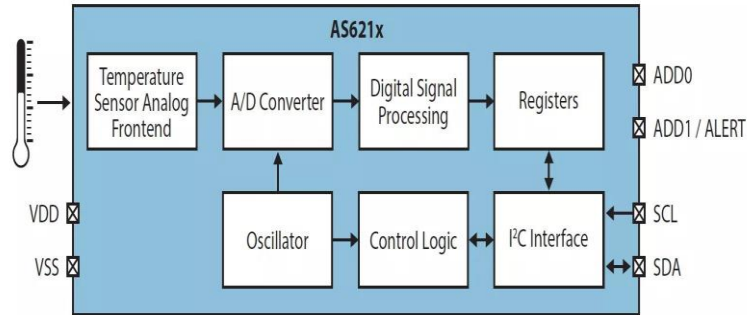 AS621x
Temperature
Sensor Analog
Frontend
A/D Converter
Digital Signal
Processing
Registers
ADD0
ADD1 / ALERT
VDD
VSS
Oscillator
Control Logic
I²C Interface
SCL
SDA